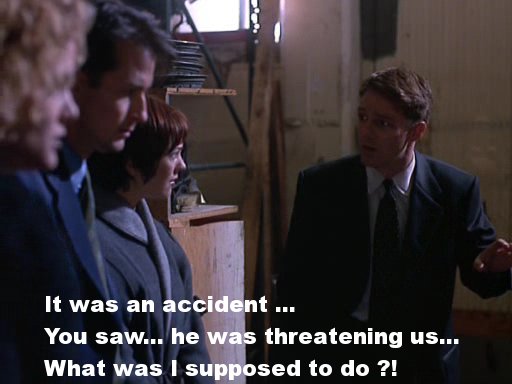 It was an accident ...
You saw... he was threatening us...
What was I supposed to do ?!